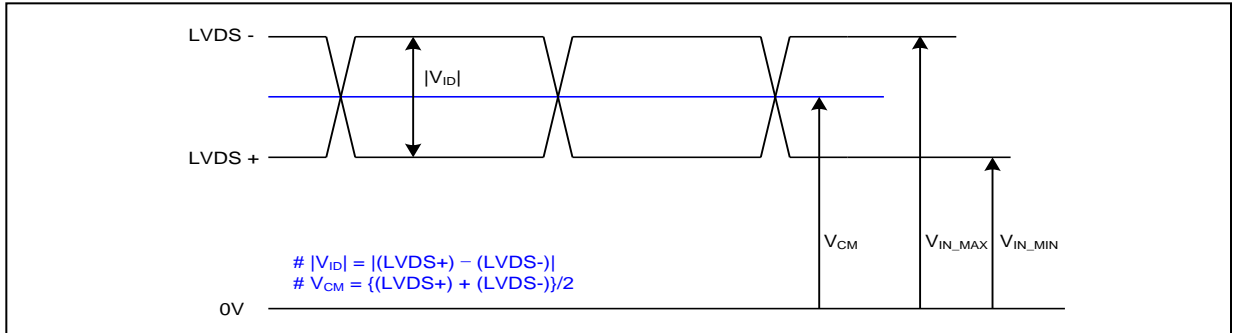 LVDS -
|VID|
LVDS +
VCM
VIN_MAX
VIN_MIN
# |VID| = |(LVDS+) − (LVDS-)|
# VCM = {(LVDS+) + (LVDS-)}/2
0V